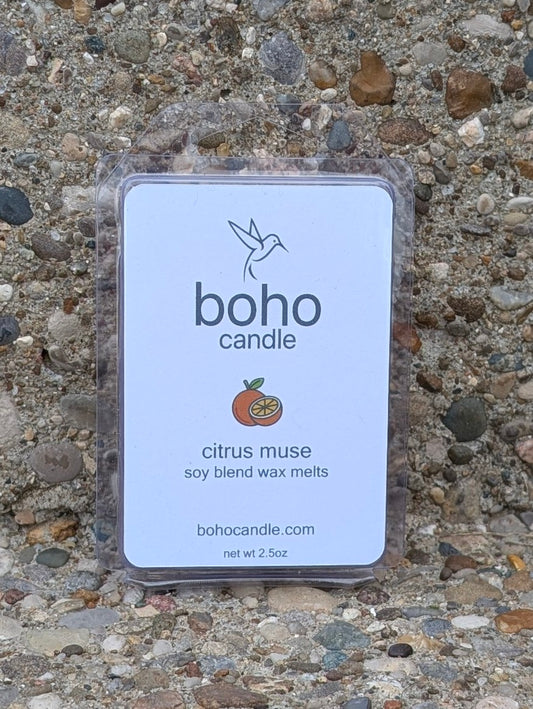 boho
candle
citrus muse
soy blend wax melts
bohocandle.com
net wt 2.5oz